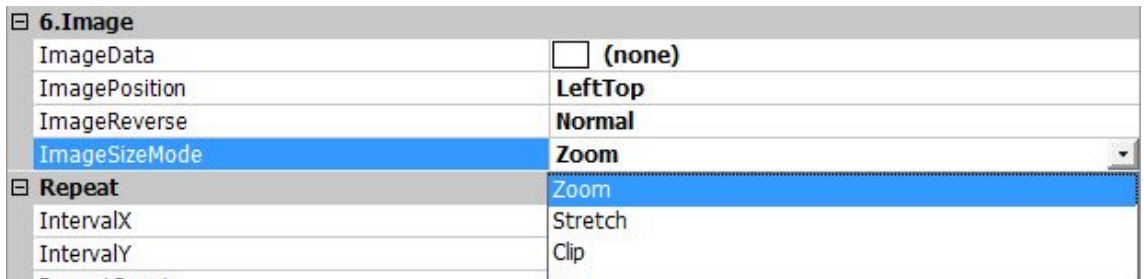 6.Image
ImageData (none)
ImagePosition LeftTop
ImageReverse Normal
ImageSizeMode Zoom
Repeat Zoom
IntervalX Stretch
IntervalY Clip